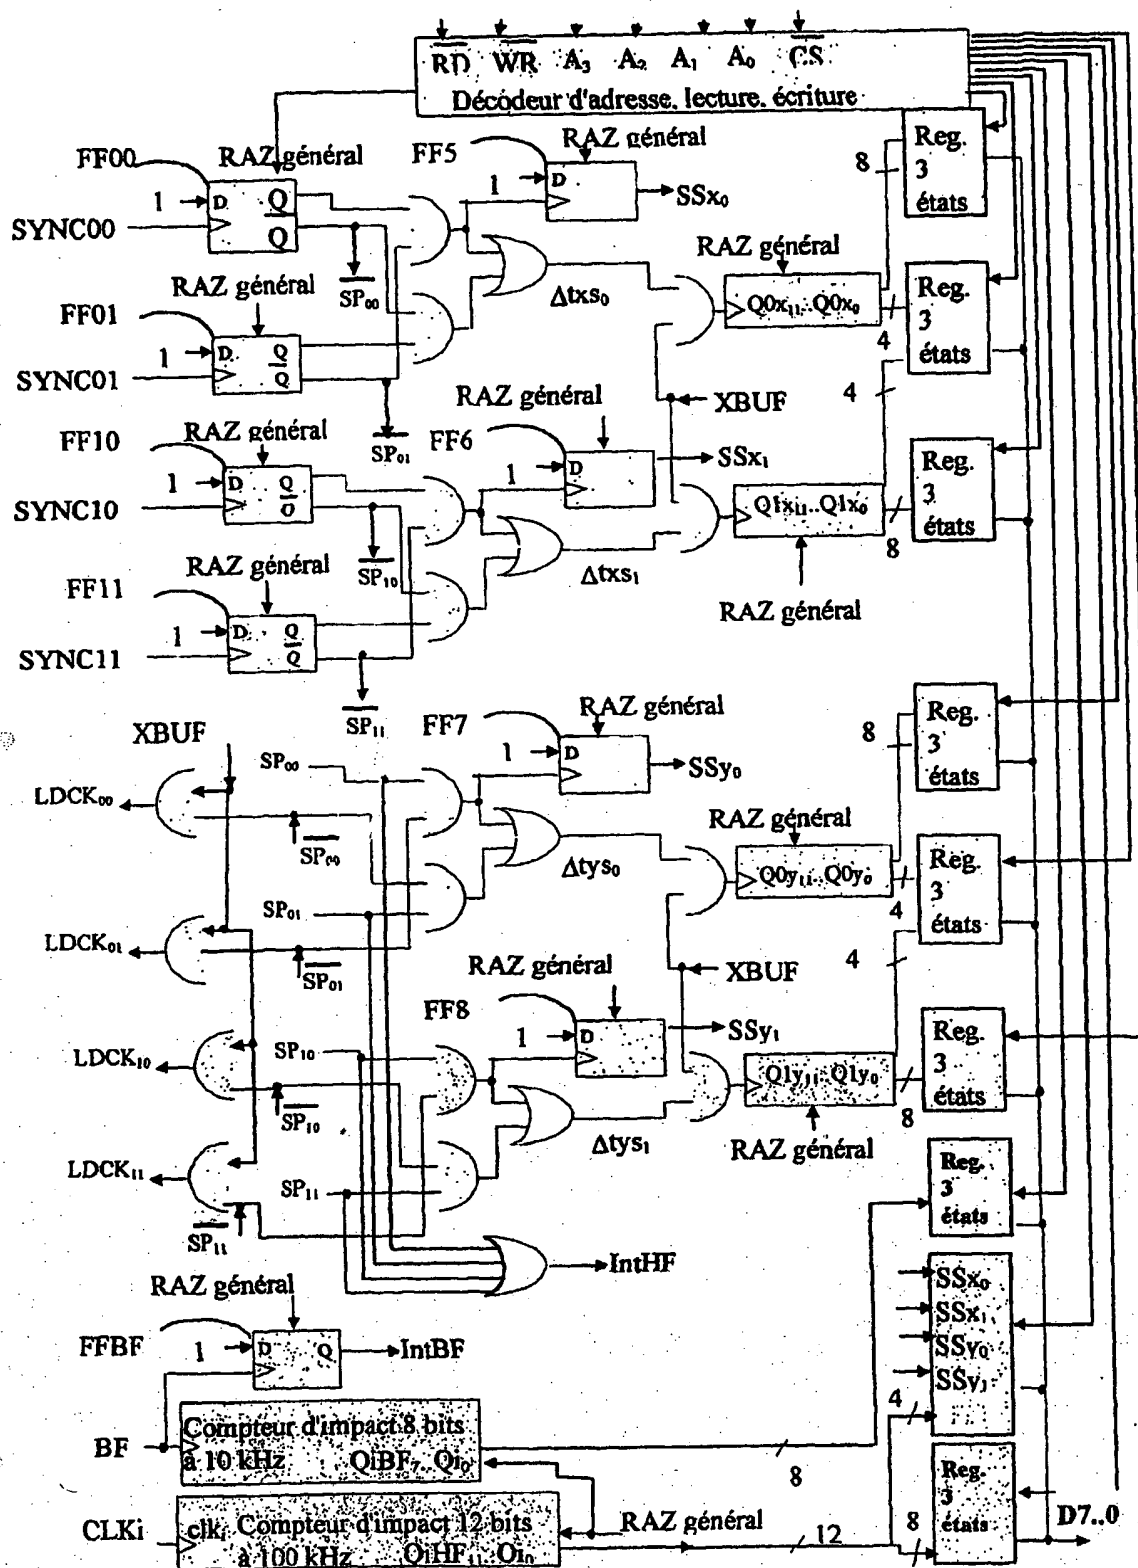 RD WR A₃ A₂ A₁ A₀ CS
Décodeur d'adresse. lecture. écriture
FF00
RAZ général
FF5
RAZ général
Reg.
3
états
8
1
D
Q
Q
1
D
SSx₀
SYNC00
SP₀₀
RAZ général
RAZ général
FF01
Δtxs₀
Q0x₁₁..Q0x₀
Reg.
3
états
4
1
D
Q
Q
SYNC01
RAZ général
XBUF
4
SP₀₁
FF10
RAZ général
FF6
SSx₁
Reg.
3
états
1
D
Q
Q
1
D
SYNC10
Q1x₁₁..Q1x₀
8
SP₁₀
Δtxs₁
RAZ général
FF11
RAZ général
1
D
Q
Q
SYNC11
SP₁₁
RAZ général
Reg.
3
états
XBUF
FF7
8
SP₀₀
1
D
SSy₀
LDCK₀₀
RAZ général
SP₀₀
Δtys₀
Q0y₁₁..Q0y₀
Reg.
3
états
4
SP₀₁
LDCK₀₁
SP₀₁
RAZ général
XBUF
4
FF8
1
D
SSy₁
Reg.
3
états
SP₁₀
LDCK₁₀
Q1y₁₁..Q1y₀
8
SP₁₀
Δtys₁
RAZ général
LDCK₁₁
SP₁₁
Reg.
3
états
SP₁₁
IntHF
RAZ général
SSx₀
SSx₁
SSy₀
SSy₁
FFBF
1
D
Q
IntBF
4
BF
Compteur d'impact 8 bits
à 10 kHz QiBF₇..Qi₀
8
Reg.
3
états
RAZ général
D7..0
CLKi
clkᵢ Compteur d'impact 12 bits
à 100 kHz QiHF₁₁..Qi₀
12
8